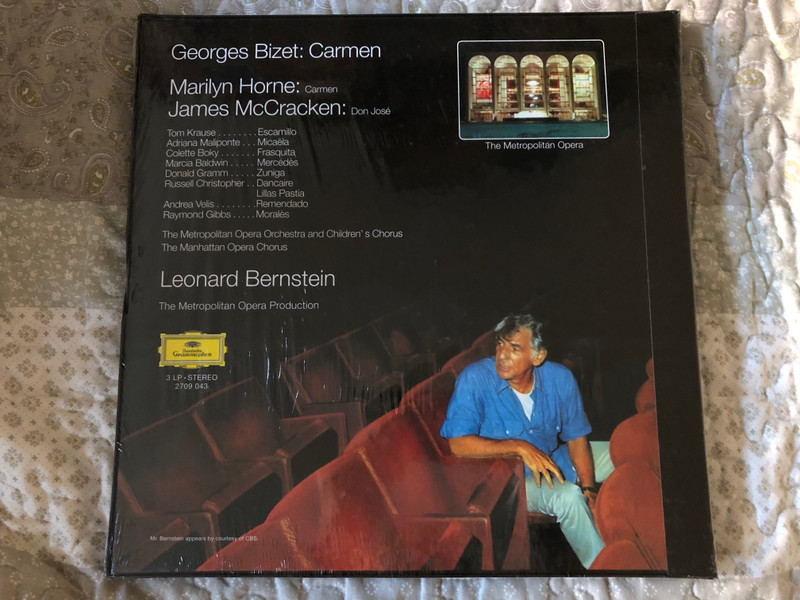 Georges Bizet: Carmen
Marilyn Horne: Carmen
James McCracken: Don José
Tom Krause . . . . . . . . Escamillo
Adriana Maliponte . . . Micaëla
Colette Boky . . . . . . Frasquita
Marcia Baldwin . . . . . Mercédès
Donald Gramm . . . . . Zuniga
Russell Christopher . . Dancaire
Lillas Pastia
Andrea Velis . . . . . . . . Remendado
Raymond Gibbs . . . . . Moralès
The Metropolitan Opera Orchestra and Children's Chorus
The Manhattan Opera Chorus
Leonard Bernstein
The Metropolitan Opera Production
Deutsche
Grammophon
3 LP · STEREO
2709 043
The Metropolitan Opera
Mr. Bernstein appears by courtesy of CBS.